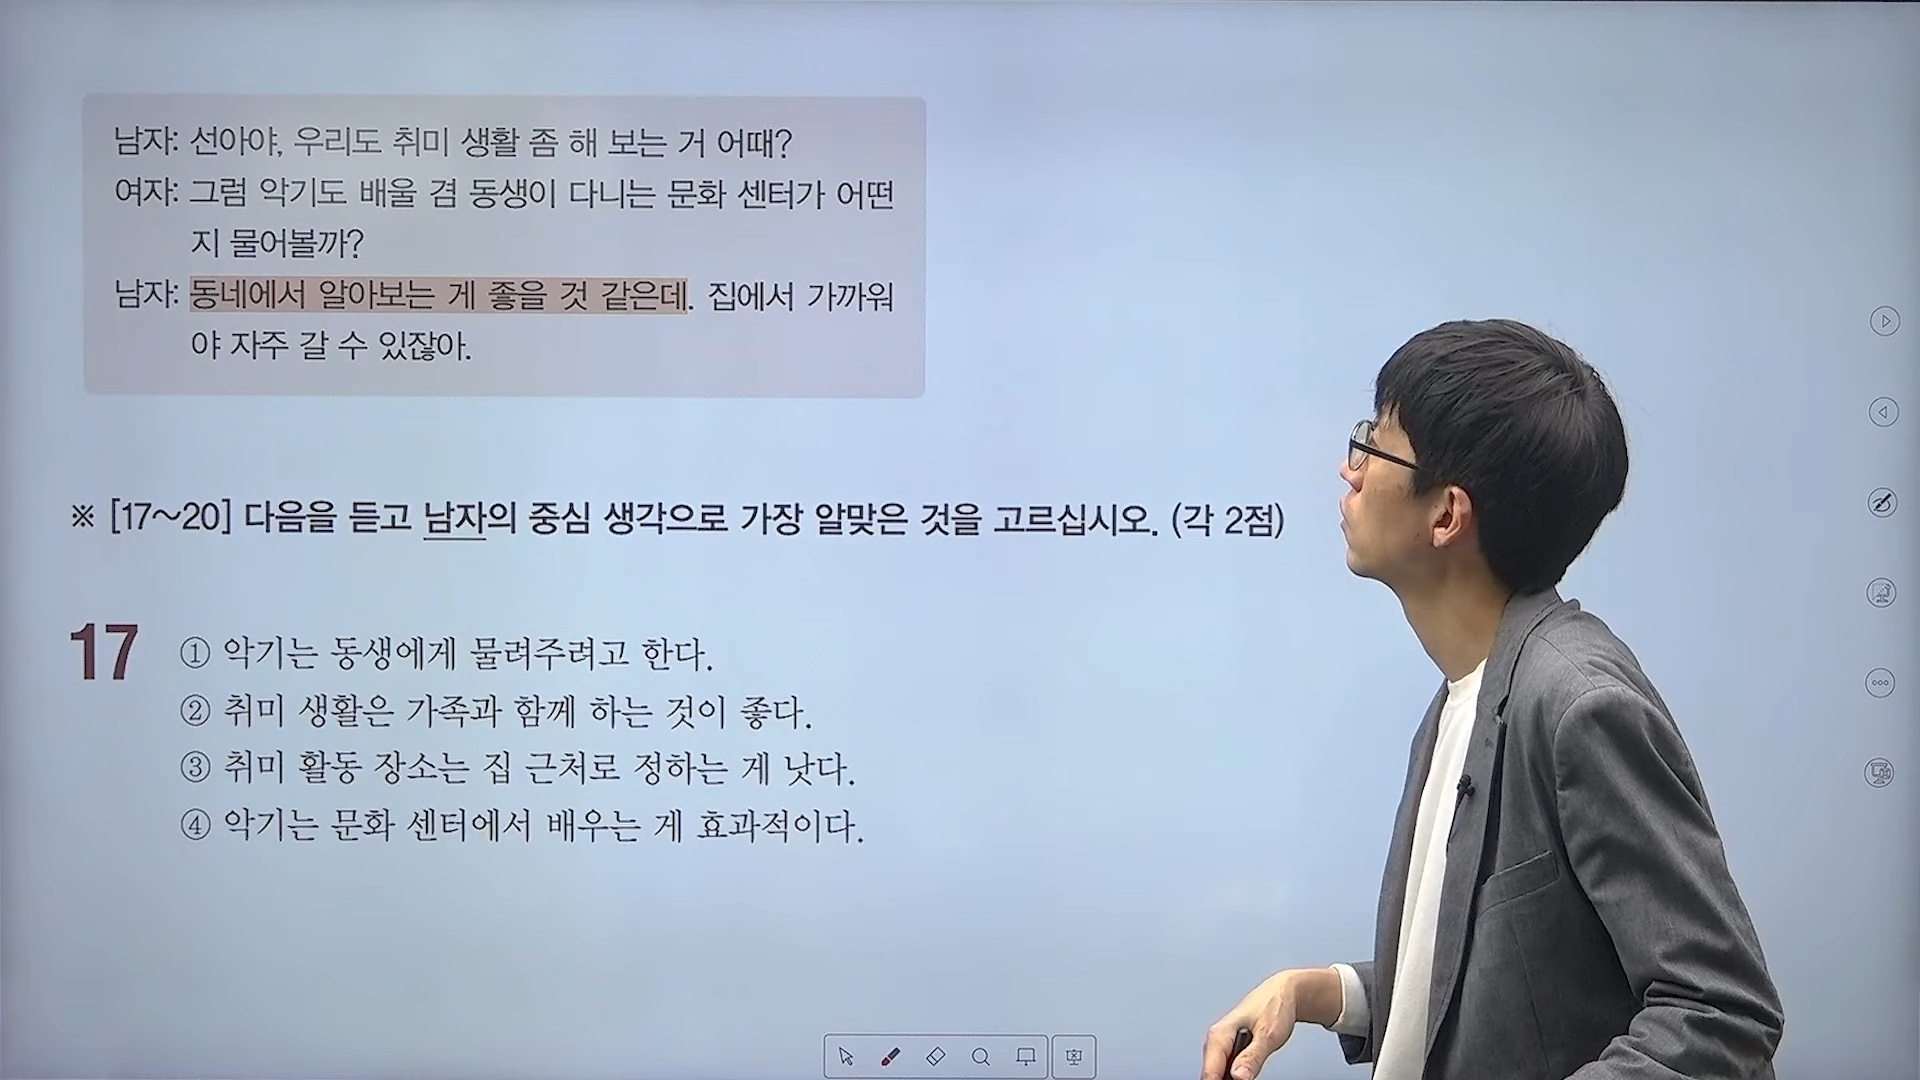 남자: 선아야, 우리도 취미 생활 좀 해 보는 거 어때?
여자: 그럼 악기도 배울 겸 동생이 다니는 문화 센터가 어떤
지 물어볼까?
남자: 동네에서 알아보는 게 좋을 것 같은데. 집에서 가까워
야 자주 갈 수 있잖아.
※ [17~20] 다음을 듣고 남자의 중심 생각으로 가장 알맞은 것을 고르십시오. (각 2점)
17
① 악기는 동생에게 물려주려고 한다.
② 취미 생활은 가족과 함께 하는 것이 좋다.
③ 취미 활동 장소는 집 근처로 정하는 게 낫다.
④ 악기는 문화 센터에서 배우는 게 효과적이다.